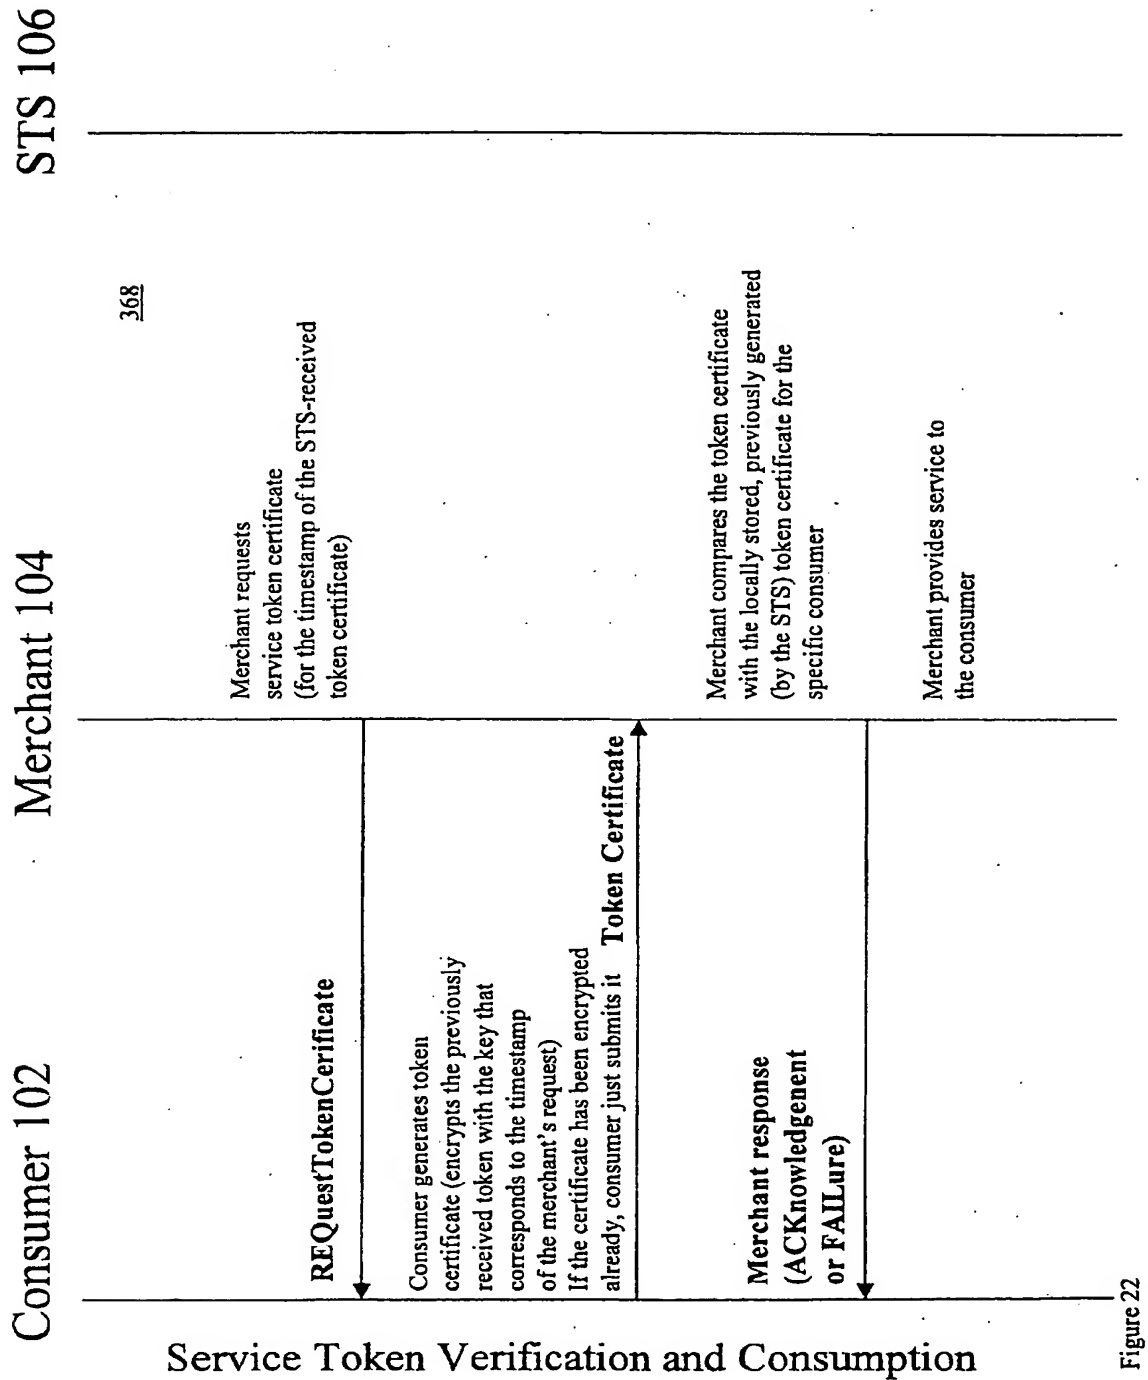 Service Token Verification and Consumption
Consumer 102
Merchant 104
STS 106
368
Merchant requests
service token certificate
(for the timestamp of the STS-received
token certificate)
REQuestTokenCerificate
Consumer generates token
certificate (encrypts the previously
received token with the key that
corresponds to the timestamp
of the merchant's request)
If the certificate has been encrypted
already, consumer just submits it
Token Certificate
Merchant compares the token certificate
with the locally stored, previously generated
(by the STS) token certificate for the
specific consumer
Merchant response
(ACKnowledgenent
or FAILure)
Merchant provides service to
the consumer
Figure 22